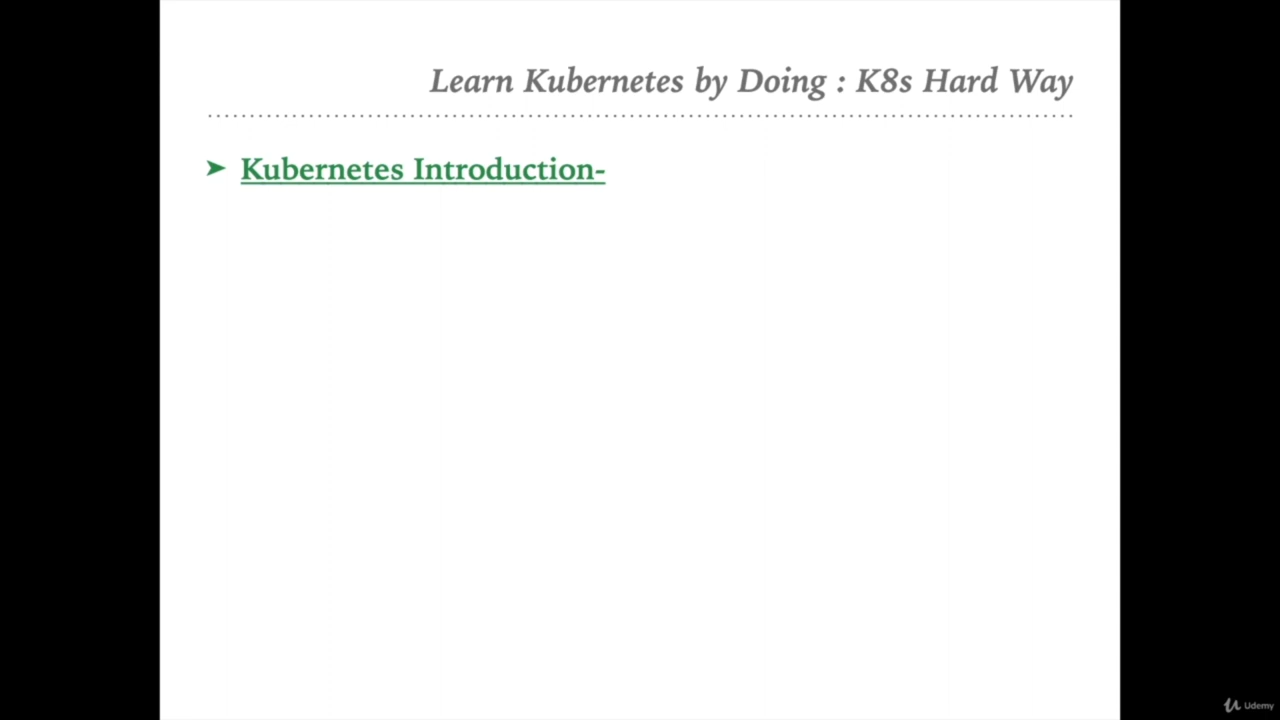 Learn Kubernetes by Doing : K8s Hard Way
➤ Kubernetes Introduction-
Udemy